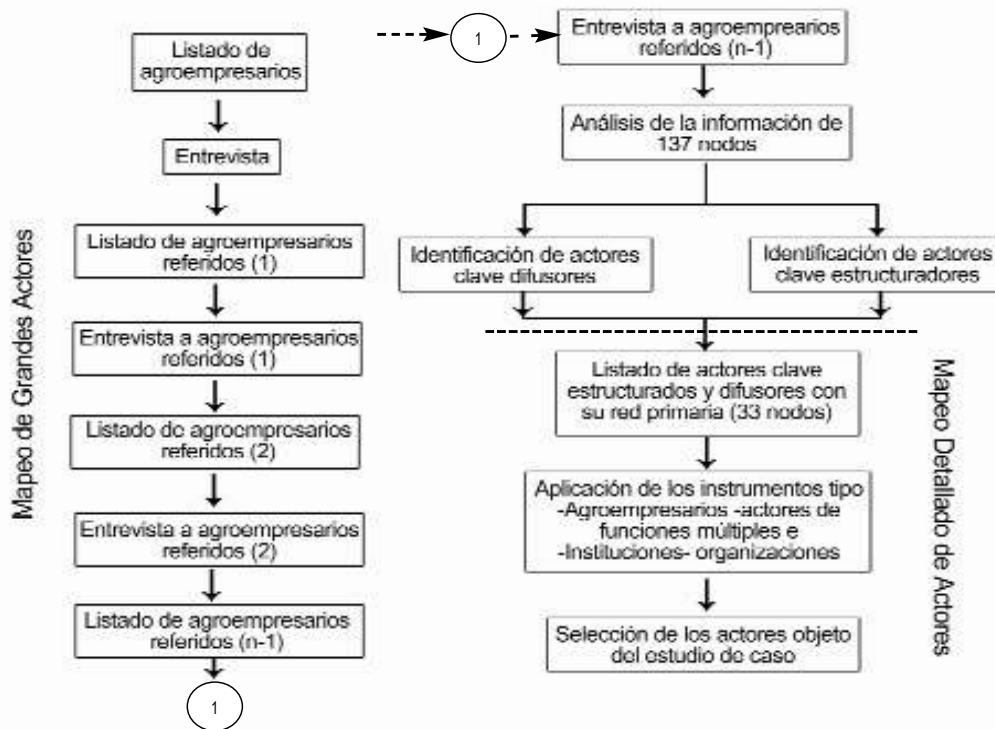 Mapeo de Grandes Actores
Listado de
agroempresarios
Entrevista
Listado de agroempresarios
referidos (1)
Entrevista a agroempresarios
referidos (1)
Listado de agroempresarios
referidos (2)
Entrevista a agroempresarios
referidos (2)
Listado de agroempresarios
referidos (n-1)
1
1
Entrevista a agroemprearios
referidos (n-1)
Análisis de la información de
137 nodos
Identificación de actores
clave difusores
Identificación de actores
clave estructuradores
Listado de actores clave
estructurados y difusores con
su red primaria (33 nodos)
Aplicación de los instrumentos tipo
-Agroempresarios -actores de
funciones múltiples e
-Instituciones- organizaciones
Selección de los actores objeto
del estudio de caso
Mapeo Detallado de Actores